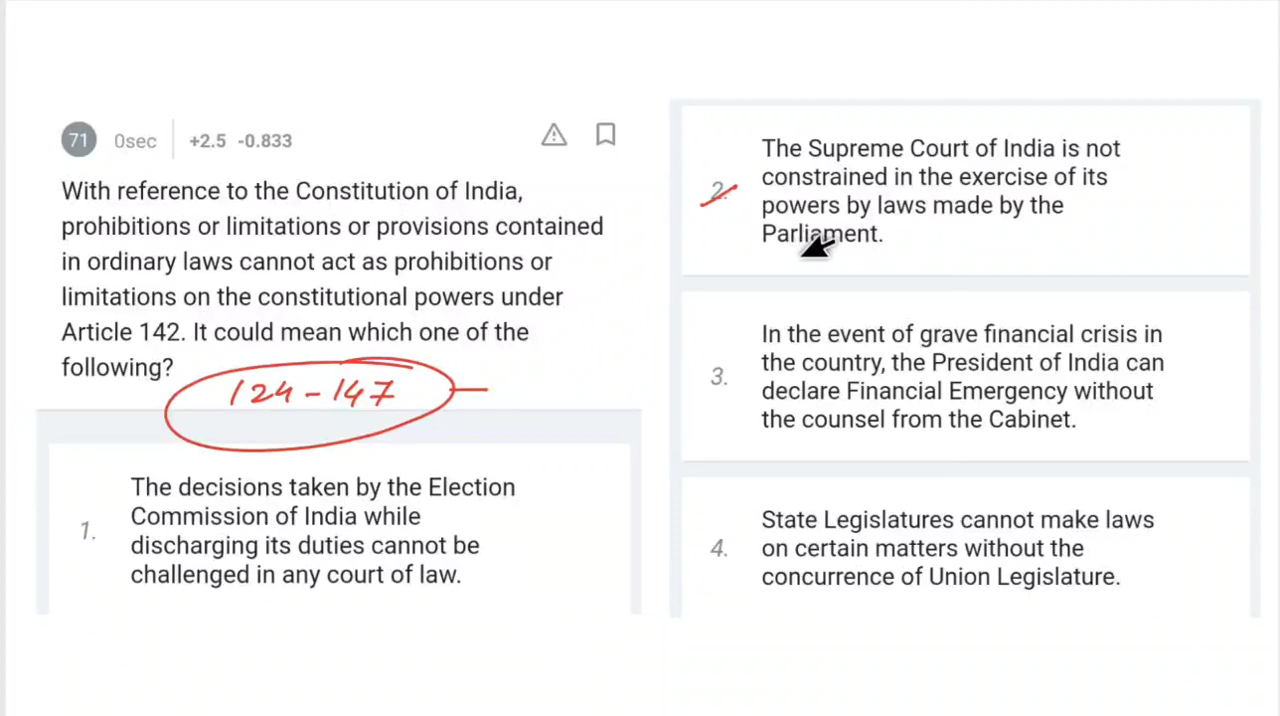 71 0sec +2.5 -0.833
With reference to the Constitution of India,
prohibitions or limitations or provisions contained
in ordinary laws cannot act as prohibitions or
limitations on the constitutional powers under
Article 142. It could mean which one of the
following?
124-147
1.
The decisions taken by the Election
Commission of India while
discharging its duties cannot be
challenged in any court of law.
2.
The Supreme Court of India is not
constrained in the exercise of its
powers by laws made by the
Parliament.
3.
In the event of grave financial crisis in
the country, the President of India can
declare Financial Emergency without
the counsel from the Cabinet.
4.
State Legislatures cannot make laws
on certain matters without the
concurrence of Union Legislature.